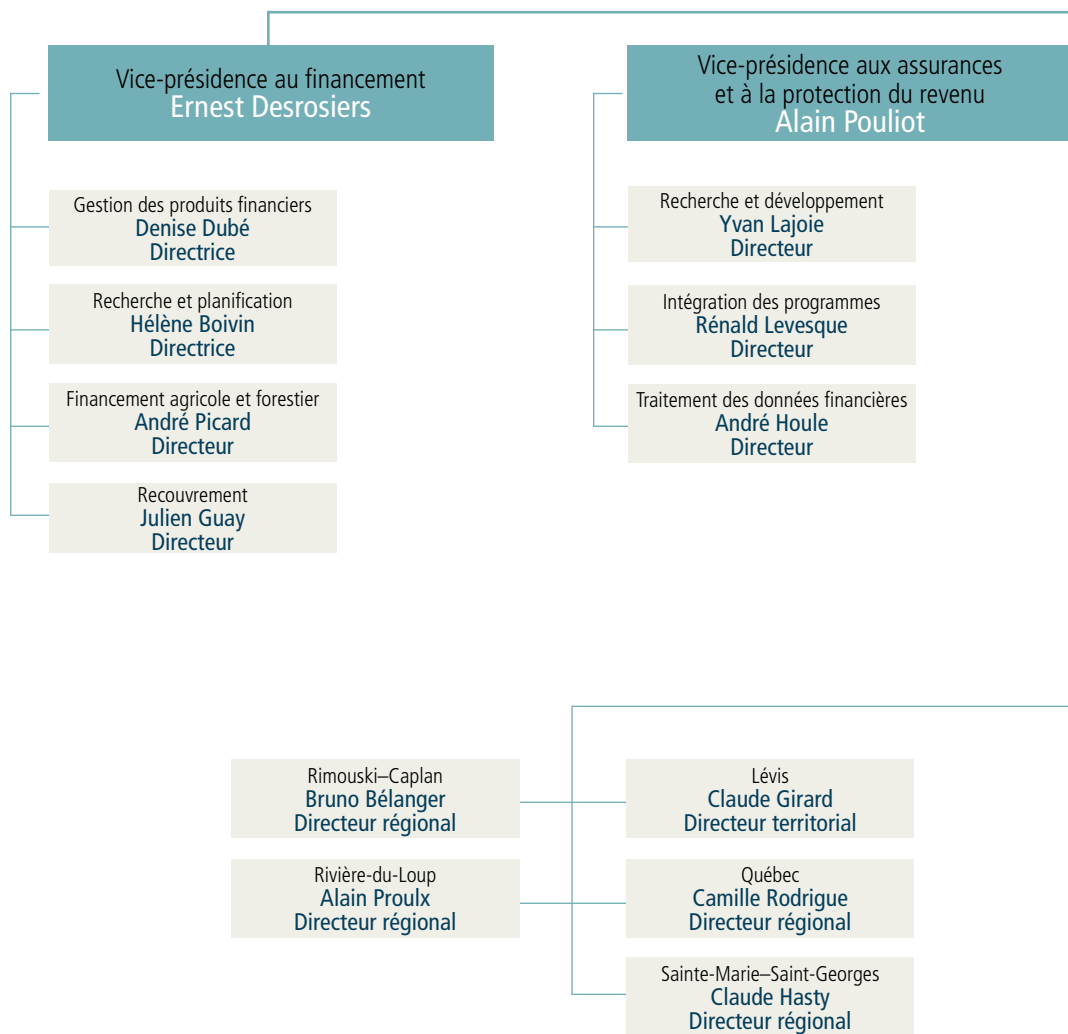 Vice-présidence au financement
Ernest Desrosiers
Vice-présidence aux assurances
et à la protection du revenu
Alain Pouliot
Gestion des produits financiers
Denise Dubé
Directrice
Recherche et planification
Hélène Boivin
Directrice
Financement agricole et forestier
André Picard
Directeur
Recouvrement
Julien Guay
Directeur
Recherche et développement
Yvan Lajoie
Directeur
Intégration des programmes
Rénald Levesque
Directeur
Traitement des données financières
André Houle
Directeur
Rimouski–Caplan
Bruno Bélanger
Directeur régional
Rivière-du-Loup
Alain Proulx
Directeur régional
Lévis
Claude Girard
Directeur territorial
Québec
Camille Rodrigue
Directeur régional
Sainte-Marie–Saint-Georges
Claude Hasty
Directeur régional